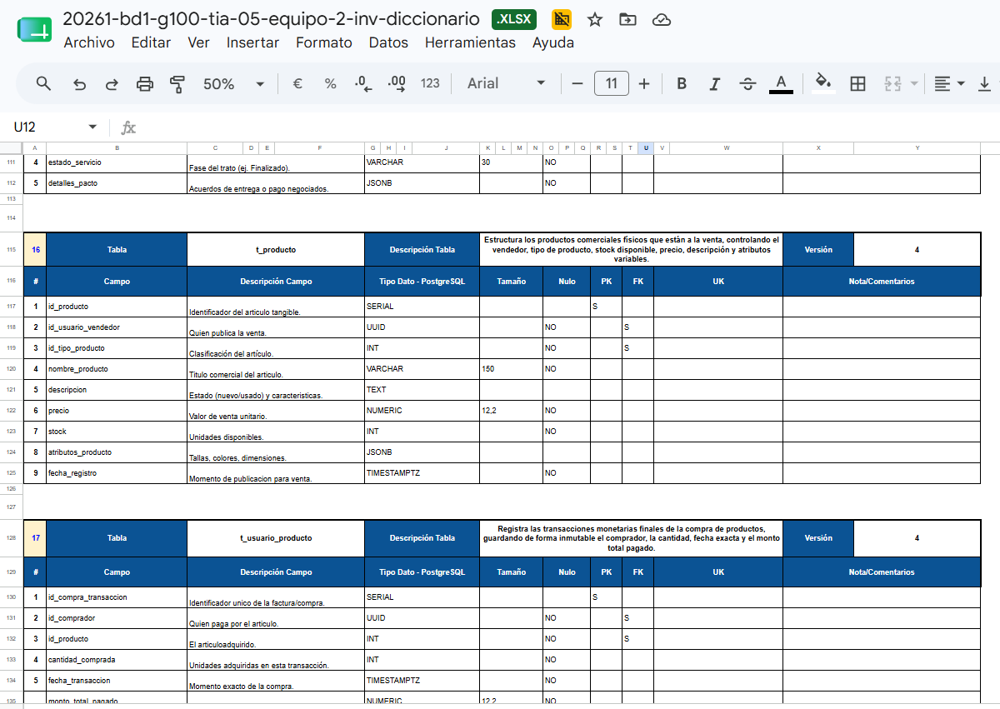 20261-bd1-g100-tia-05-equipo-2-inv-diccionario .XLSX
Archivo Editar Ver Insertar Formato Datos Herramientas Ayuda
50% € % .0 .00 123 Arial 11 B I A
U12 fx
A B C D E F G H I J K L M N O P Q R S T U V W X Y
111 4 estado_servicio Fase del trato (ej. Finalizado). VARCHAR 30 NO
112 5 detalles_pacto Acuerdos de entrega o pago negociados. JSONB NO
113
114
115 16 Tabla t_producto Descripción Tabla Estructura los productos comerciales físicos que están a la venta, controlando el
vendedor, tipo de producto, stock disponible, precio, descripción y atributos
variables. Versión 4
116 # Campo Descripción Campo Tipo Dato - PostgreSQL Tamaño Nulo PK FK UK Nota/Comentarios
117 1 id_producto Identificador del articulo tangible. SERIAL S
118 2 id_usuario_vendedor Quien publica la venta. UUID NO S
119 3 id_tipo_producto Clasificación del artículo. INT NO S
120 4 nombre_producto Titulo comercial del articulo. VARCHAR 150 NO
121 5 descripcion Estado (nuevo/usado) y caracteristicas. TEXT
122 6 precio Valor de venta unitario. NUMERIC 12,2 NO
123 7 stock Unidades disponibles. INT NO
124 8 atributos_producto Tallas, colores, dimensiones. JSONB
125 9 fecha_registro Momento de publicacion para venta. TIMESTAMPTZ NO
126
127
128 17 Tabla t_usuario_producto Descripción Tabla Registra las transacciones monetarias finales de la compra de productos,
guardando de forma inmutable el comprador, la cantidad, fecha exacta y el monto
total pagado. Versión 4
129 # Campo Descripción Campo Tipo Dato - PostgreSQL Tamaño Nulo PK FK UK Nota/Comentarios
130 1 id_compra_transaccion Identificador unico de la factura/compra. SERIAL S
131 2 id_comprador Quien paga por el articulo. UUID NO S
132 3 id_producto El articuloadquirido. INT NO S
133 4 cantidad_comprada Unidades adquiridas en esta transacción. INT NO
134 5 fecha_transaccion Momento exacto de la compra. TIMESTAMPTZ NO
135 monto_total_pagado NUMERIC 12,2 NO